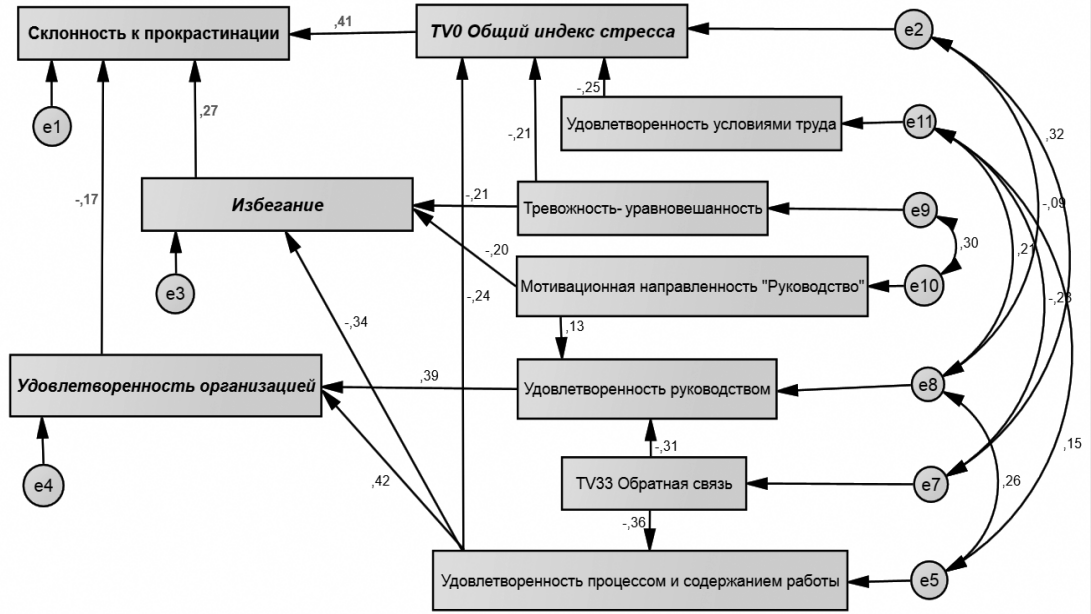 Склонность к прокрастинации
,41
TV0 Общий индекс стресса
e2
e1
,27
-,25
-,21
Удовлетворенность условиями труда
e11
,32
-,17
Избегание
-,21
Тревожность- уравновешанность
e9
-,09
,30
,21
-,20
e3
Мотивационная направленность "Руководство"
e10
-,24
-,23
-,34
,13
Удовлетворенность организацией
,39
Удовлетворенность руководством
e8
-,31
,15
e4
,42
TV33 Обратная связь
e7
,26
-,36
Удовлетворенность процессом и содержанием работы
e5